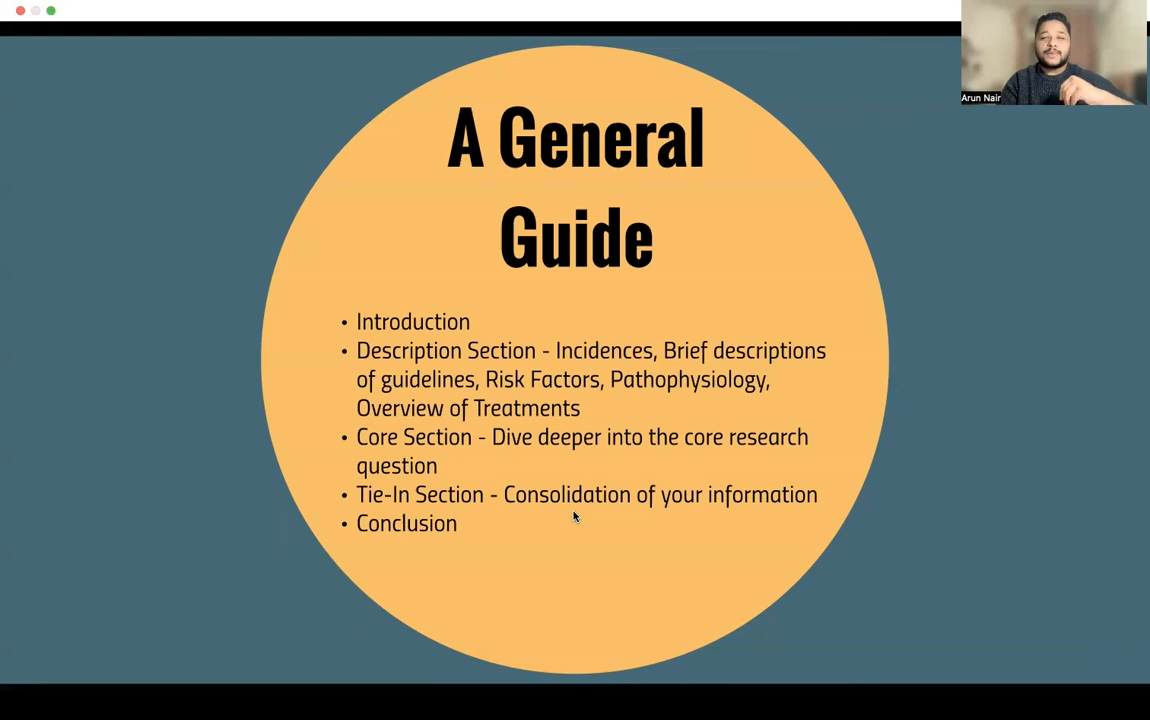 A General
Guide
• Introduction
• Description Section - Incidences, Brief descriptions
of guidelines, Risk Factors, Pathophysiology,
Overview of Treatments
• Core Section - Dive deeper into the core research
question
• Tie-In Section - Consolidation of your information
• Conclusion
Arun Nair